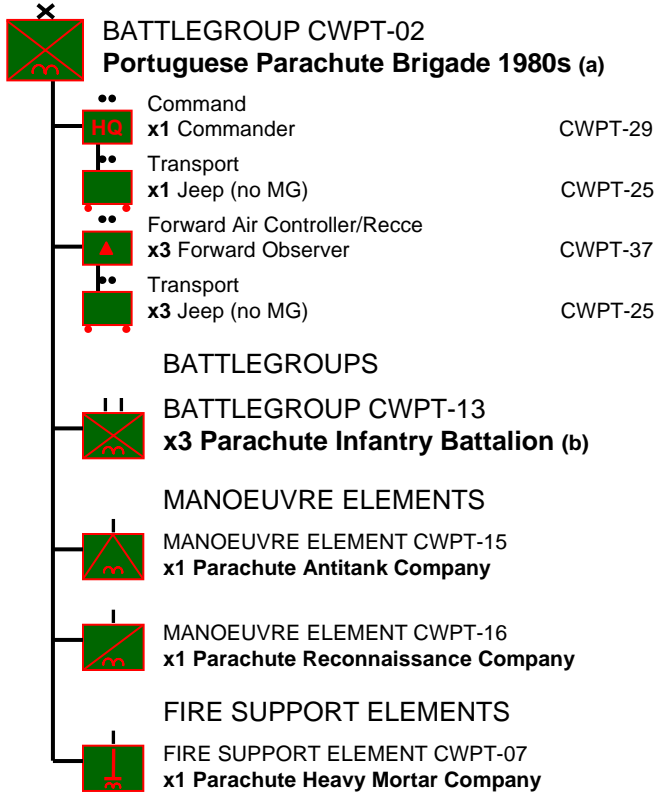 BATTLEGROUP CWPT-02
Portuguese Parachute Brigade 1980s (a)
Command
HQ x1 Commander CWPT-29
Transport
x1 Jeep (no MG) CWPT-25
Forward Air Controller/Recce
x3 Forward Observer CWPT-37
Transport
x3 Jeep (no MG) CWPT-25
BATTLEGROUPS
BATTLEGROUP CWPT-13
x3 Parachute Infantry Battalion (b)
MANOEUVRE ELEMENTS
MANOEUVRE ELEMENT CWPT-15
x1 Parachute Antitank Company
MANOEUVRE ELEMENT CWPT-16
x1 Parachute Reconnaissance Company
FIRE SUPPORT ELEMENTS
FIRE SUPPORT ELEMENT CWPT-07
x1 Parachute Heavy Mortar Company